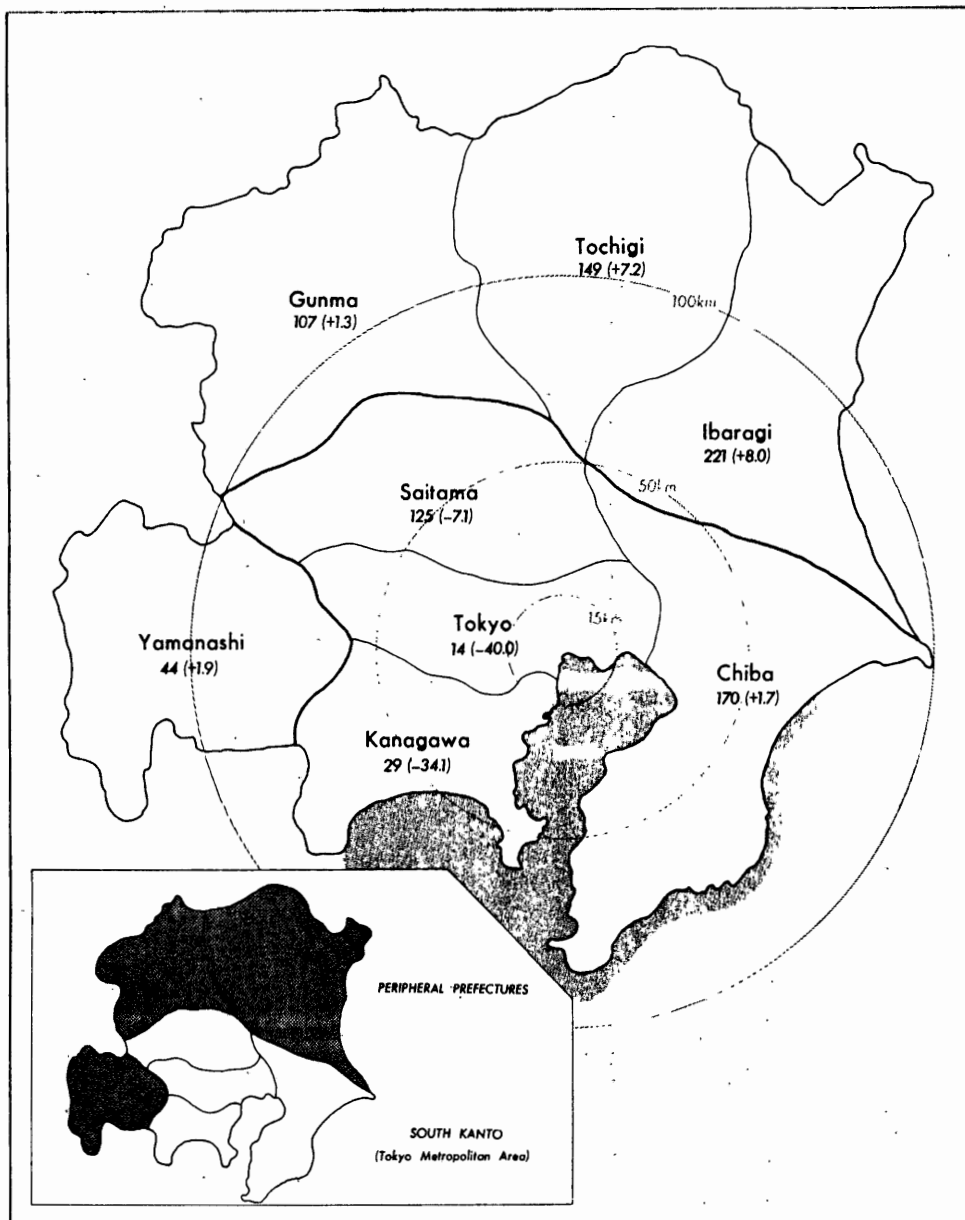 Tochigi
149 (+7.2)
100km
Gunma
107 (+1.3)
Ibaragi
221 (+8.0)
50km
Saitama
125 (-7.1)
15km
Tokyo
14 (-40.0)
Yamanashi
44 (+1.9)
Chiba
170 (+1.7)
Kanagawa
29 (-34.1)
PERIPHERAL PREFECTURES
SOUTH KANTO
(Tokyo Metropolitan Area)